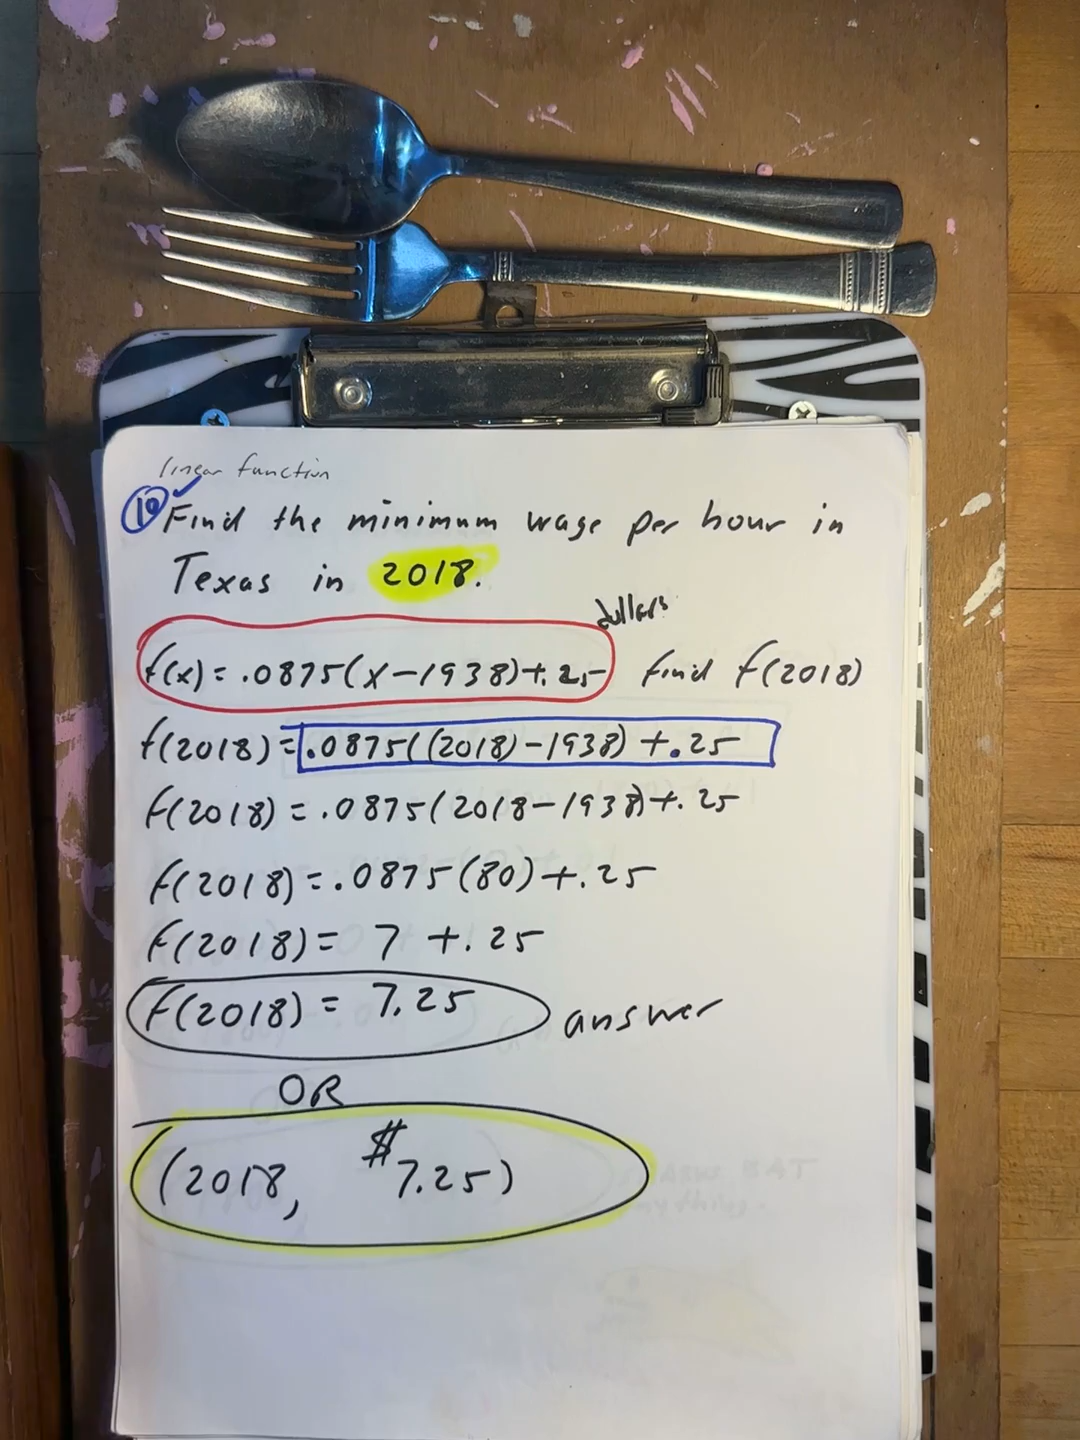 linear function
10 Find the minimum wage per hour in
Texas in 2018.
dollars
f(x) = .0875(x-1938)+.25 find f(2018)
f(2018) = .0875((2018)-1938) +.25
f(2018) = .0875(2018-1938)+.25
f(2018) = .0875(80)+.25
f(2018) = 7 +.25
f(2018) = 7.25 answer
OR
(2018, $7.25)